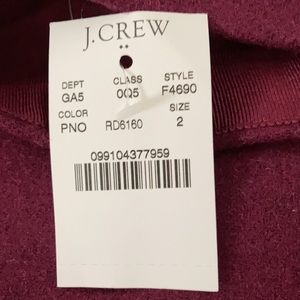 J.CREW
DEPT CLASS STYLE
GA5 0Q5 F4690
COLOR SIZE
PNO RD6160 2
099104377959